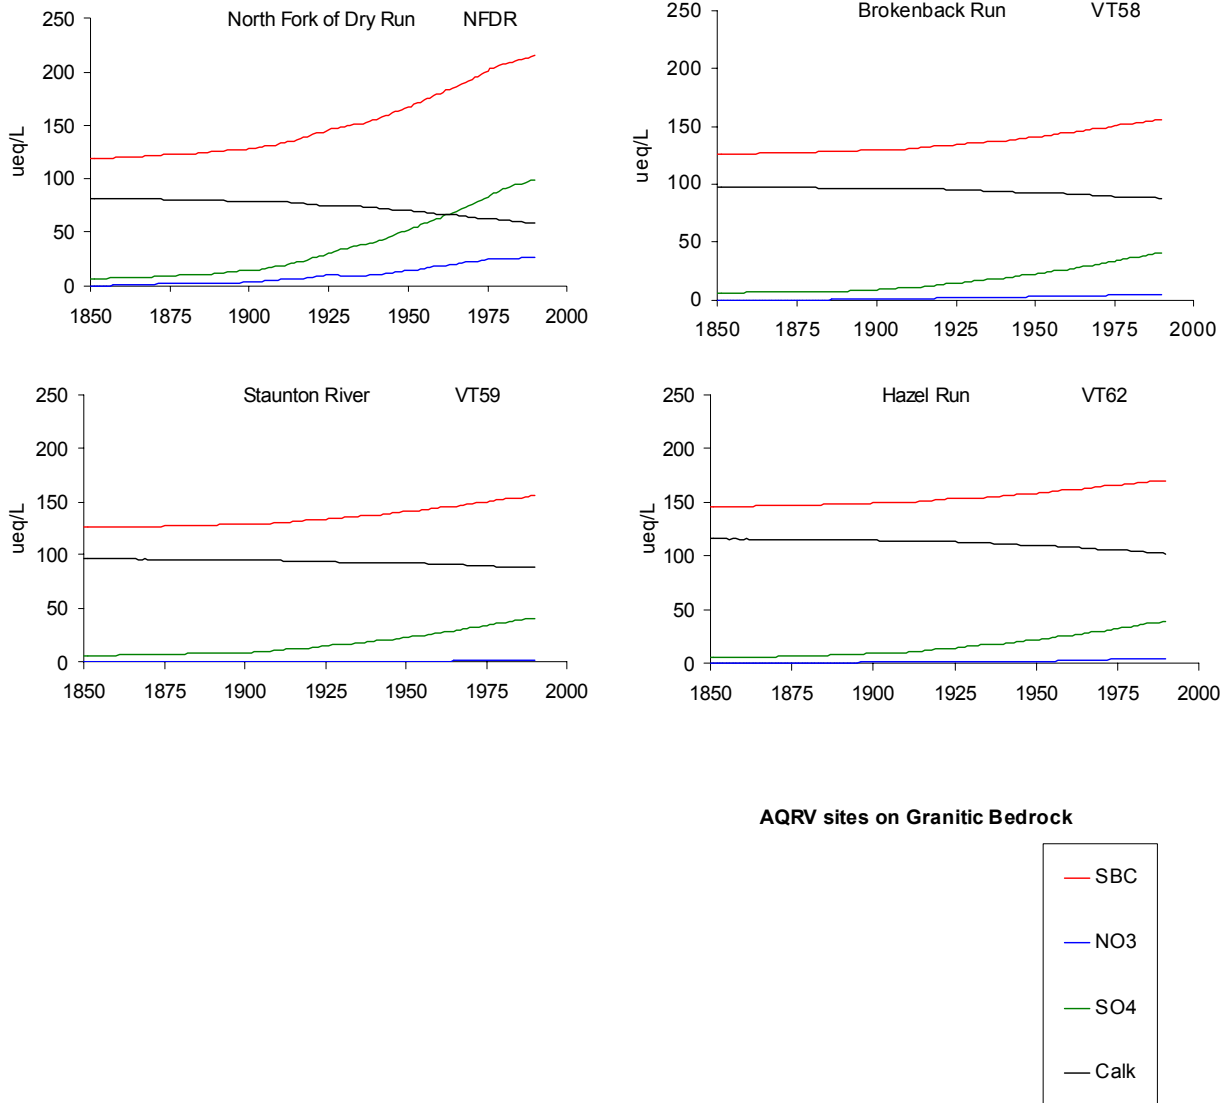 North Fork of Dry Run NFDR
250
200
150
100
50
0
ueq/L
1850 1875 1900 1925 1950 1975 2000
Brokenback Run VT58
250
200
150
100
50
0
ueq/L
1850 1875 1900 1925 1950 1975 2000
Staunton River VT59
250
200
150
100
50
0
ueq/L
1850 1875 1900 1925 1950 1975 2000
Hazel Run VT62
250
200
150
100
50
0
ueq/L
1850 1875 1900 1925 1950 1975 2000
AQRV sites on Granitic Bedrock
SBC
NO3
SO4
Calk